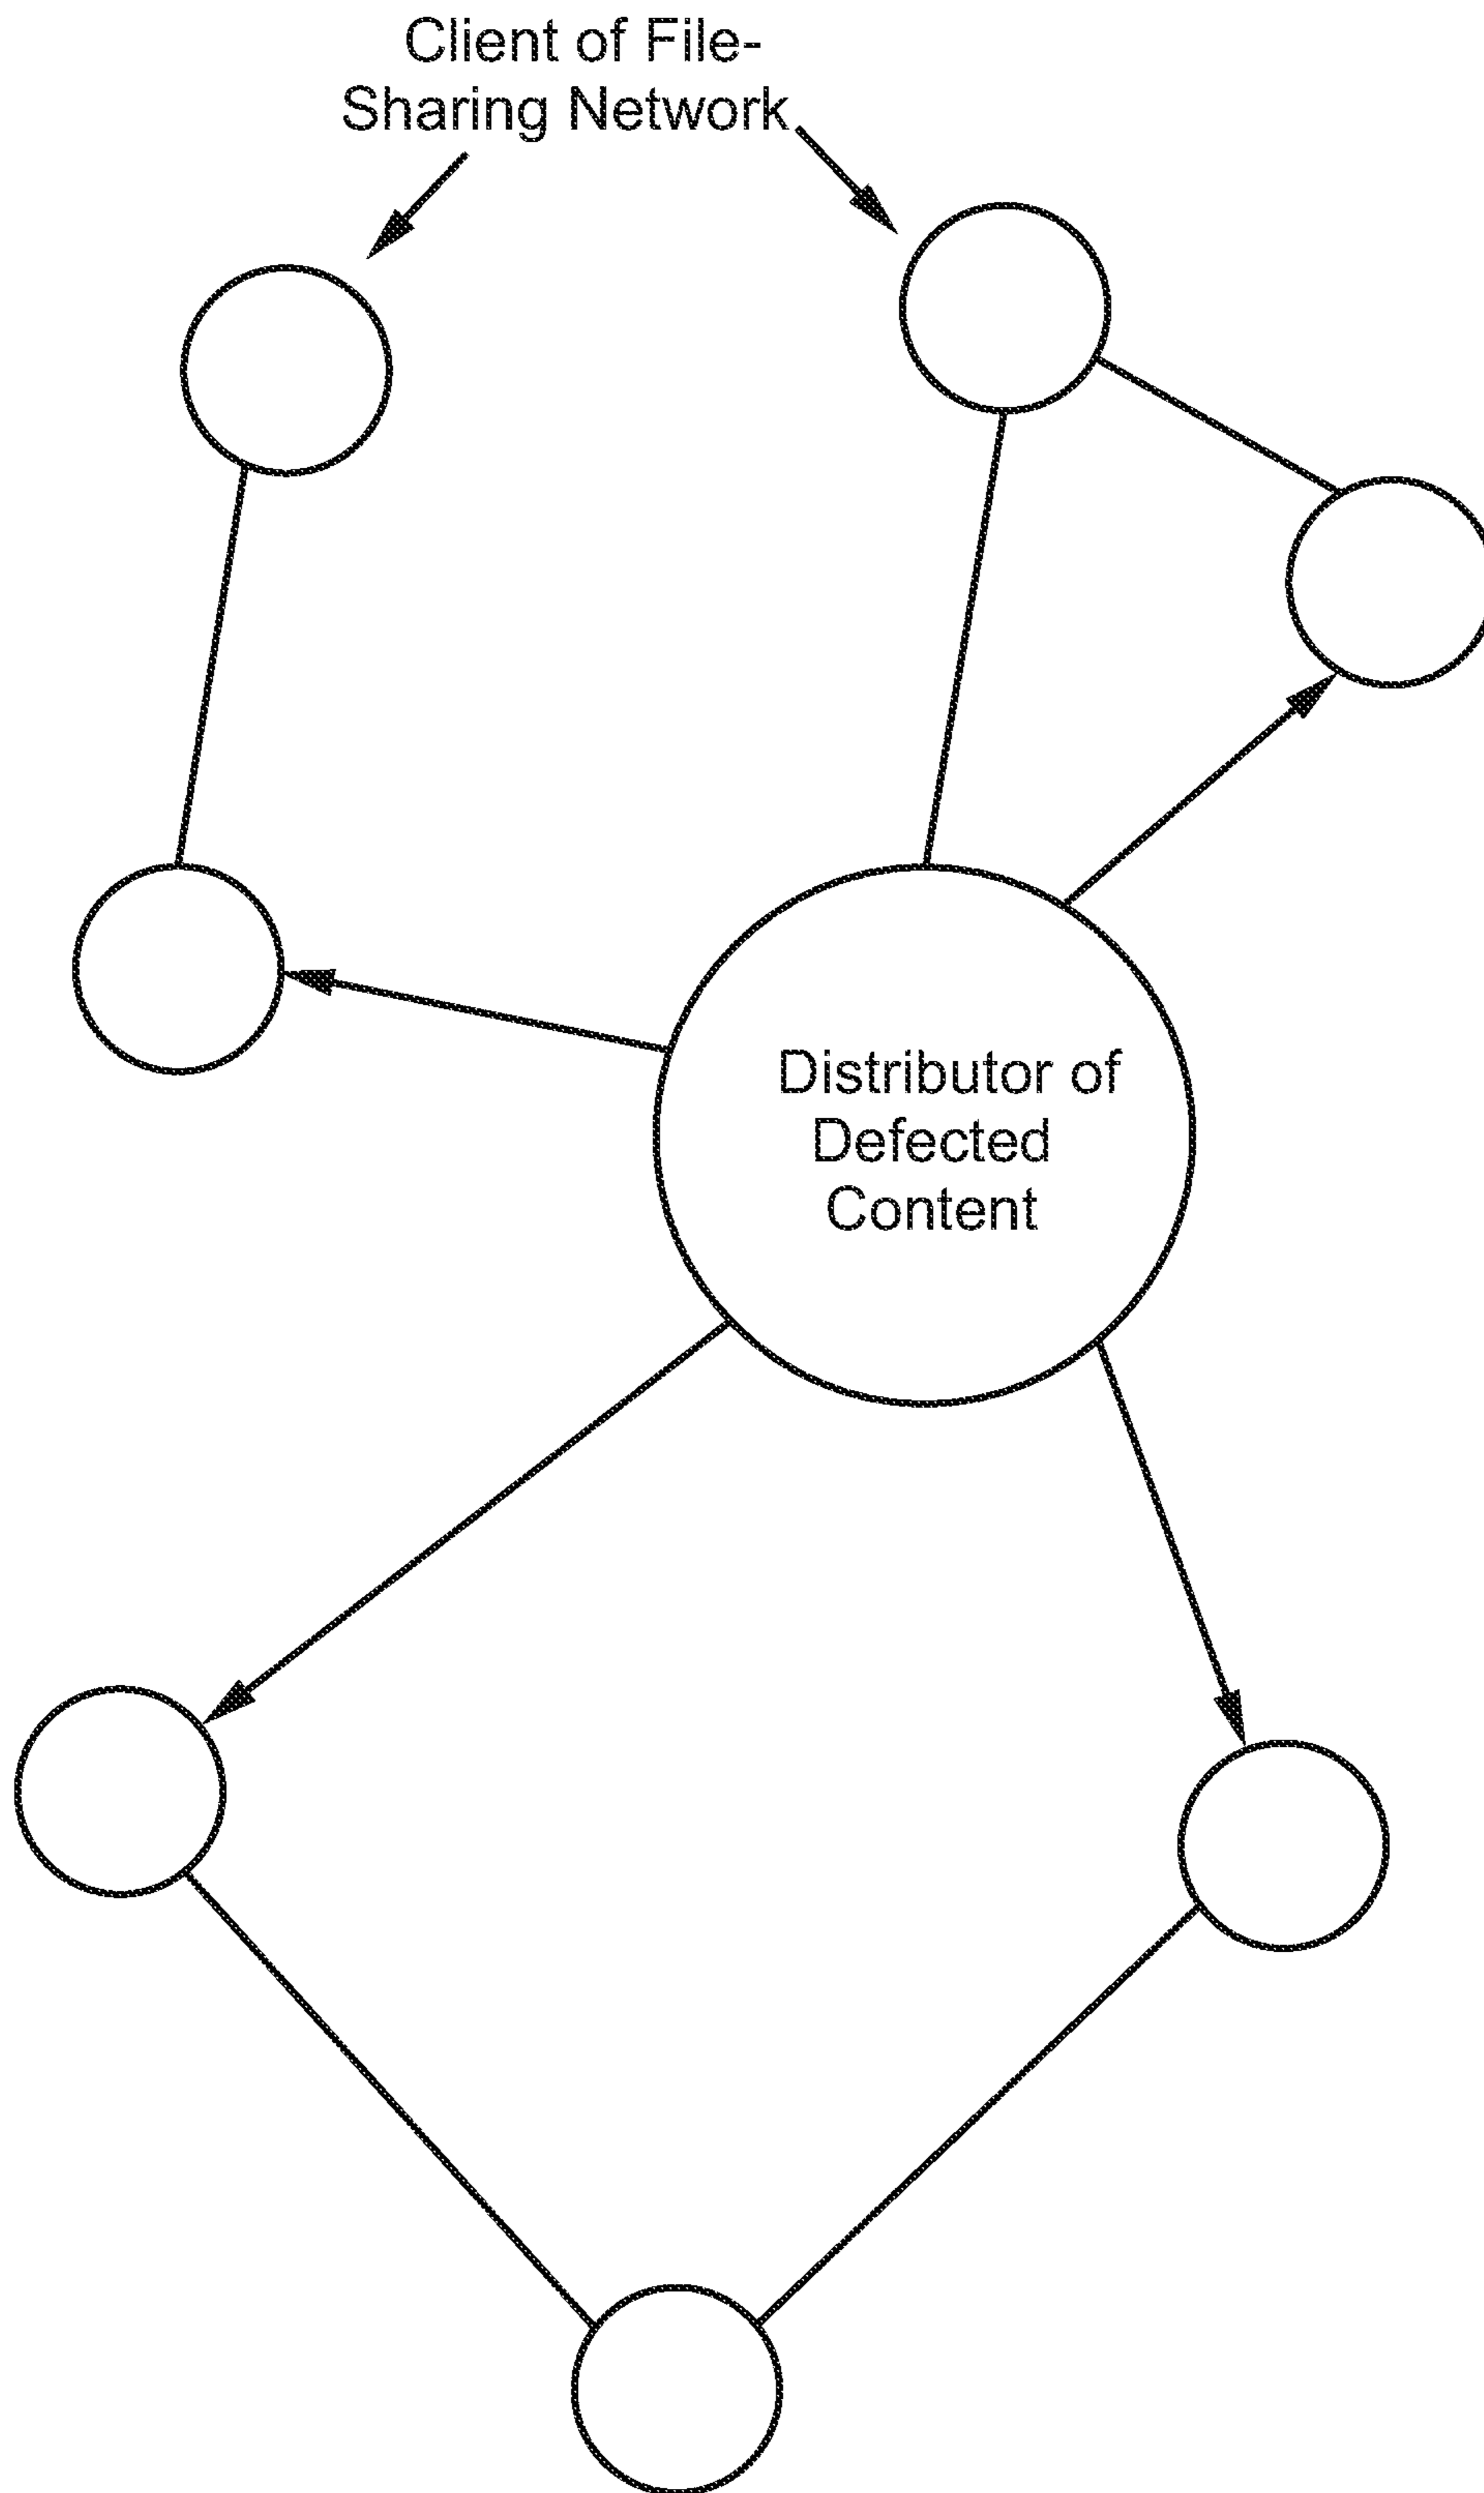 Client of File-
Sharing Network
Distributor of
Defected
Content